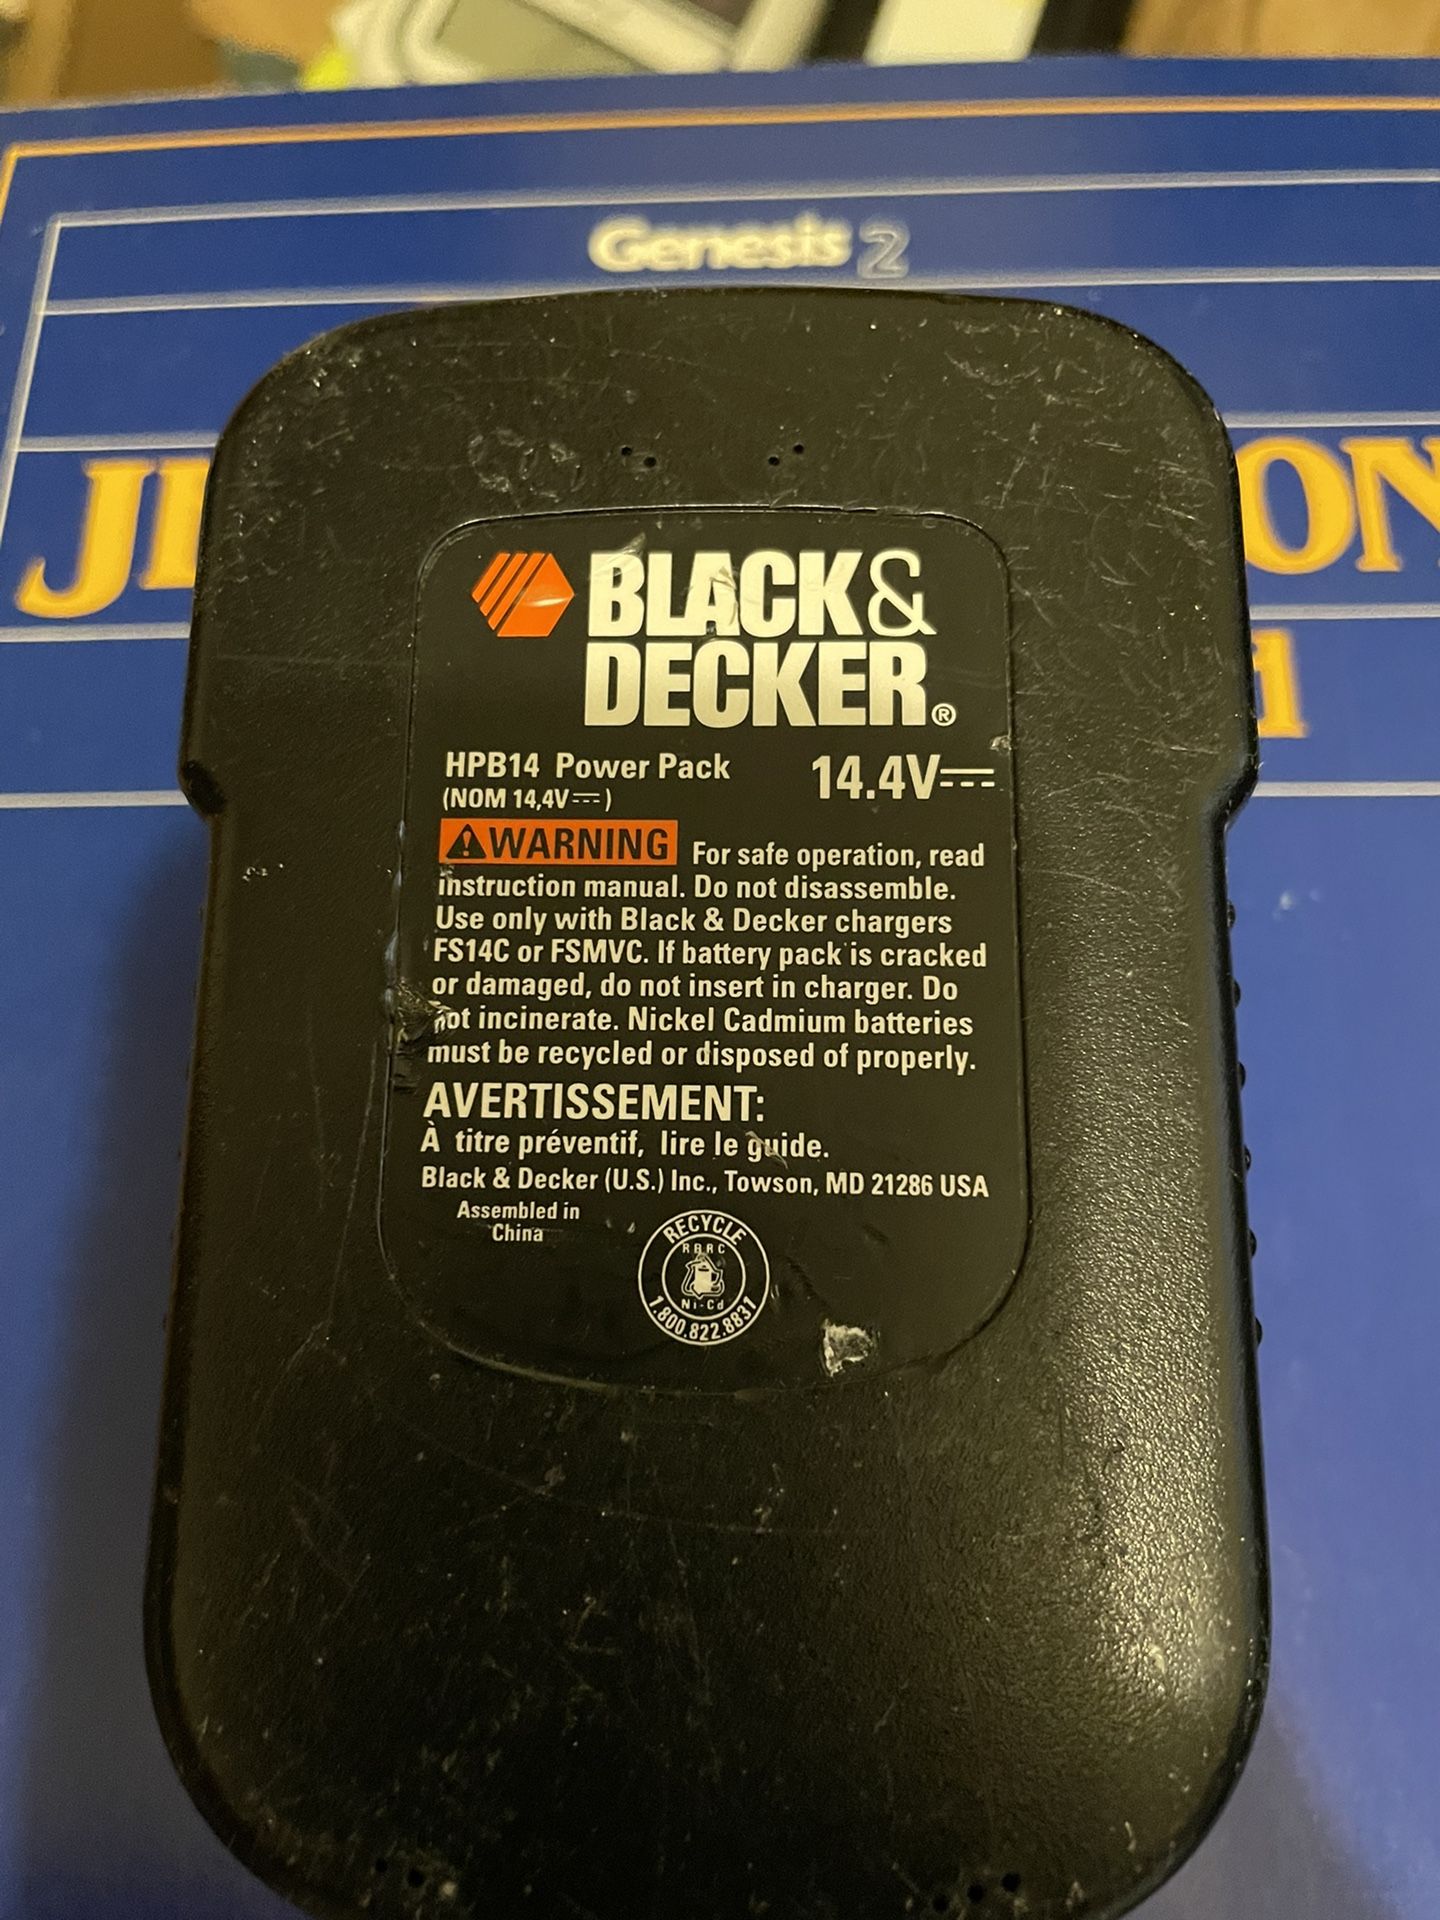 Genesis 2
BLACK&
DECKER®
HPB14 Power Pack 14.4V
(NOM 14,4V)
WARNING For safe operation, read
instruction manual. Do not disassemble.
Use only with Black & Decker chargers
FS14C or FSMVC. If battery pack is cracked
or damaged, do not insert in charger. Do
not incinerate. Nickel Cadmium batteries
must be recycled or disposed of properly.
AVERTISSEMENT:
À titre préventif, lire le guide.
Black & Decker (U.S.) Inc., Towson, MD 21286 USA
Assembled in
China
RECYCLE
RBRC
Ni-Cd
1.800.822.8837